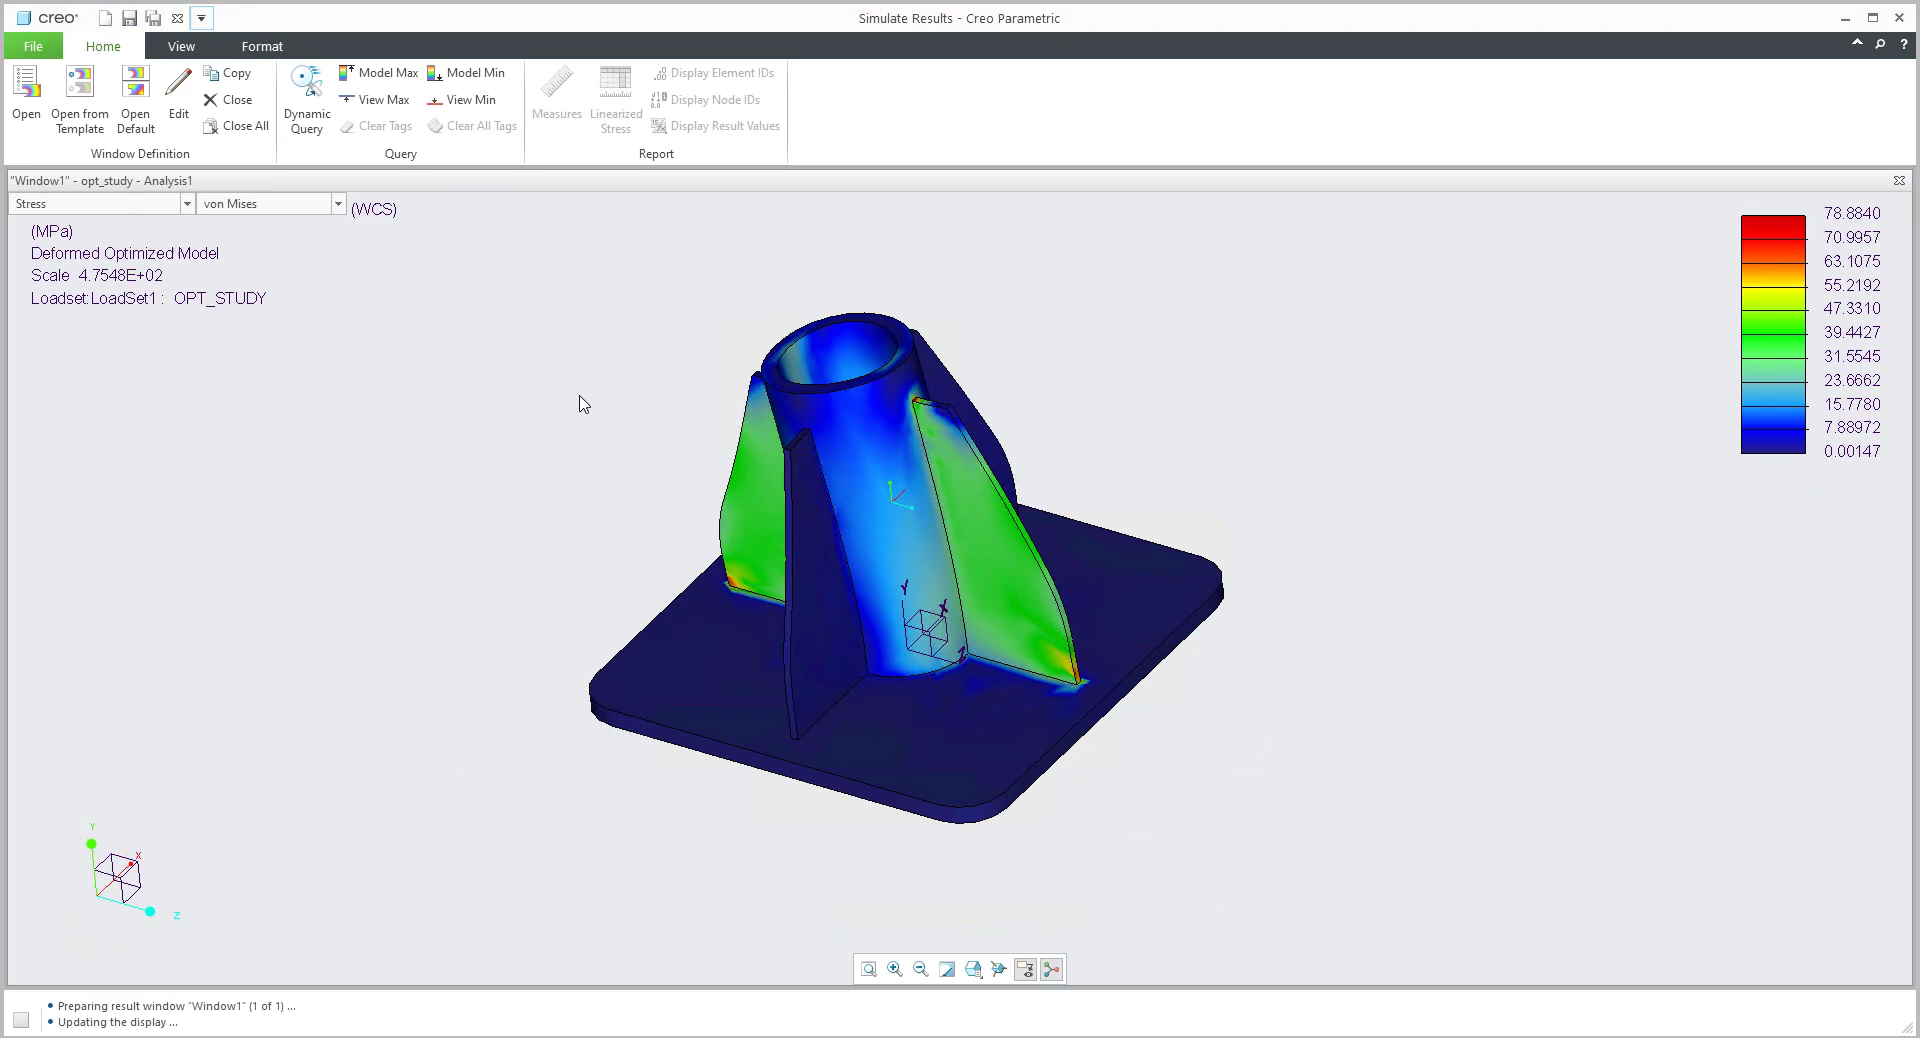 creo
Simulate Results - Creo Parametric
File Home View Format
Open
Open from Template
Open Default
Edit
Copy
Close
Close All
Window Definition
Dynamic Query
Model Max
View Max
Clear Tags
Model Min
View Min
Clear All Tags
Query
Measures
Linearized Stress
Display Element IDs
Display Node IDs
Display Result Values
Report
"Window1" - opt_study - Analysis1
Stress von Mises (WCS)
(MPa)
Deformed Optimized Model
Scale 4.7548E+02
Loadset:LoadSet1 : OPT_STUDY
78.8840
70.9957
63.1075
55.2192
47.3310
39.4427
31.5545
23.6662
15.7780
7.88972
0.00147
Y
X
Z
Y
X
Z
Preparing result window "Window1" (1 of 1) ...
Updating the display ...